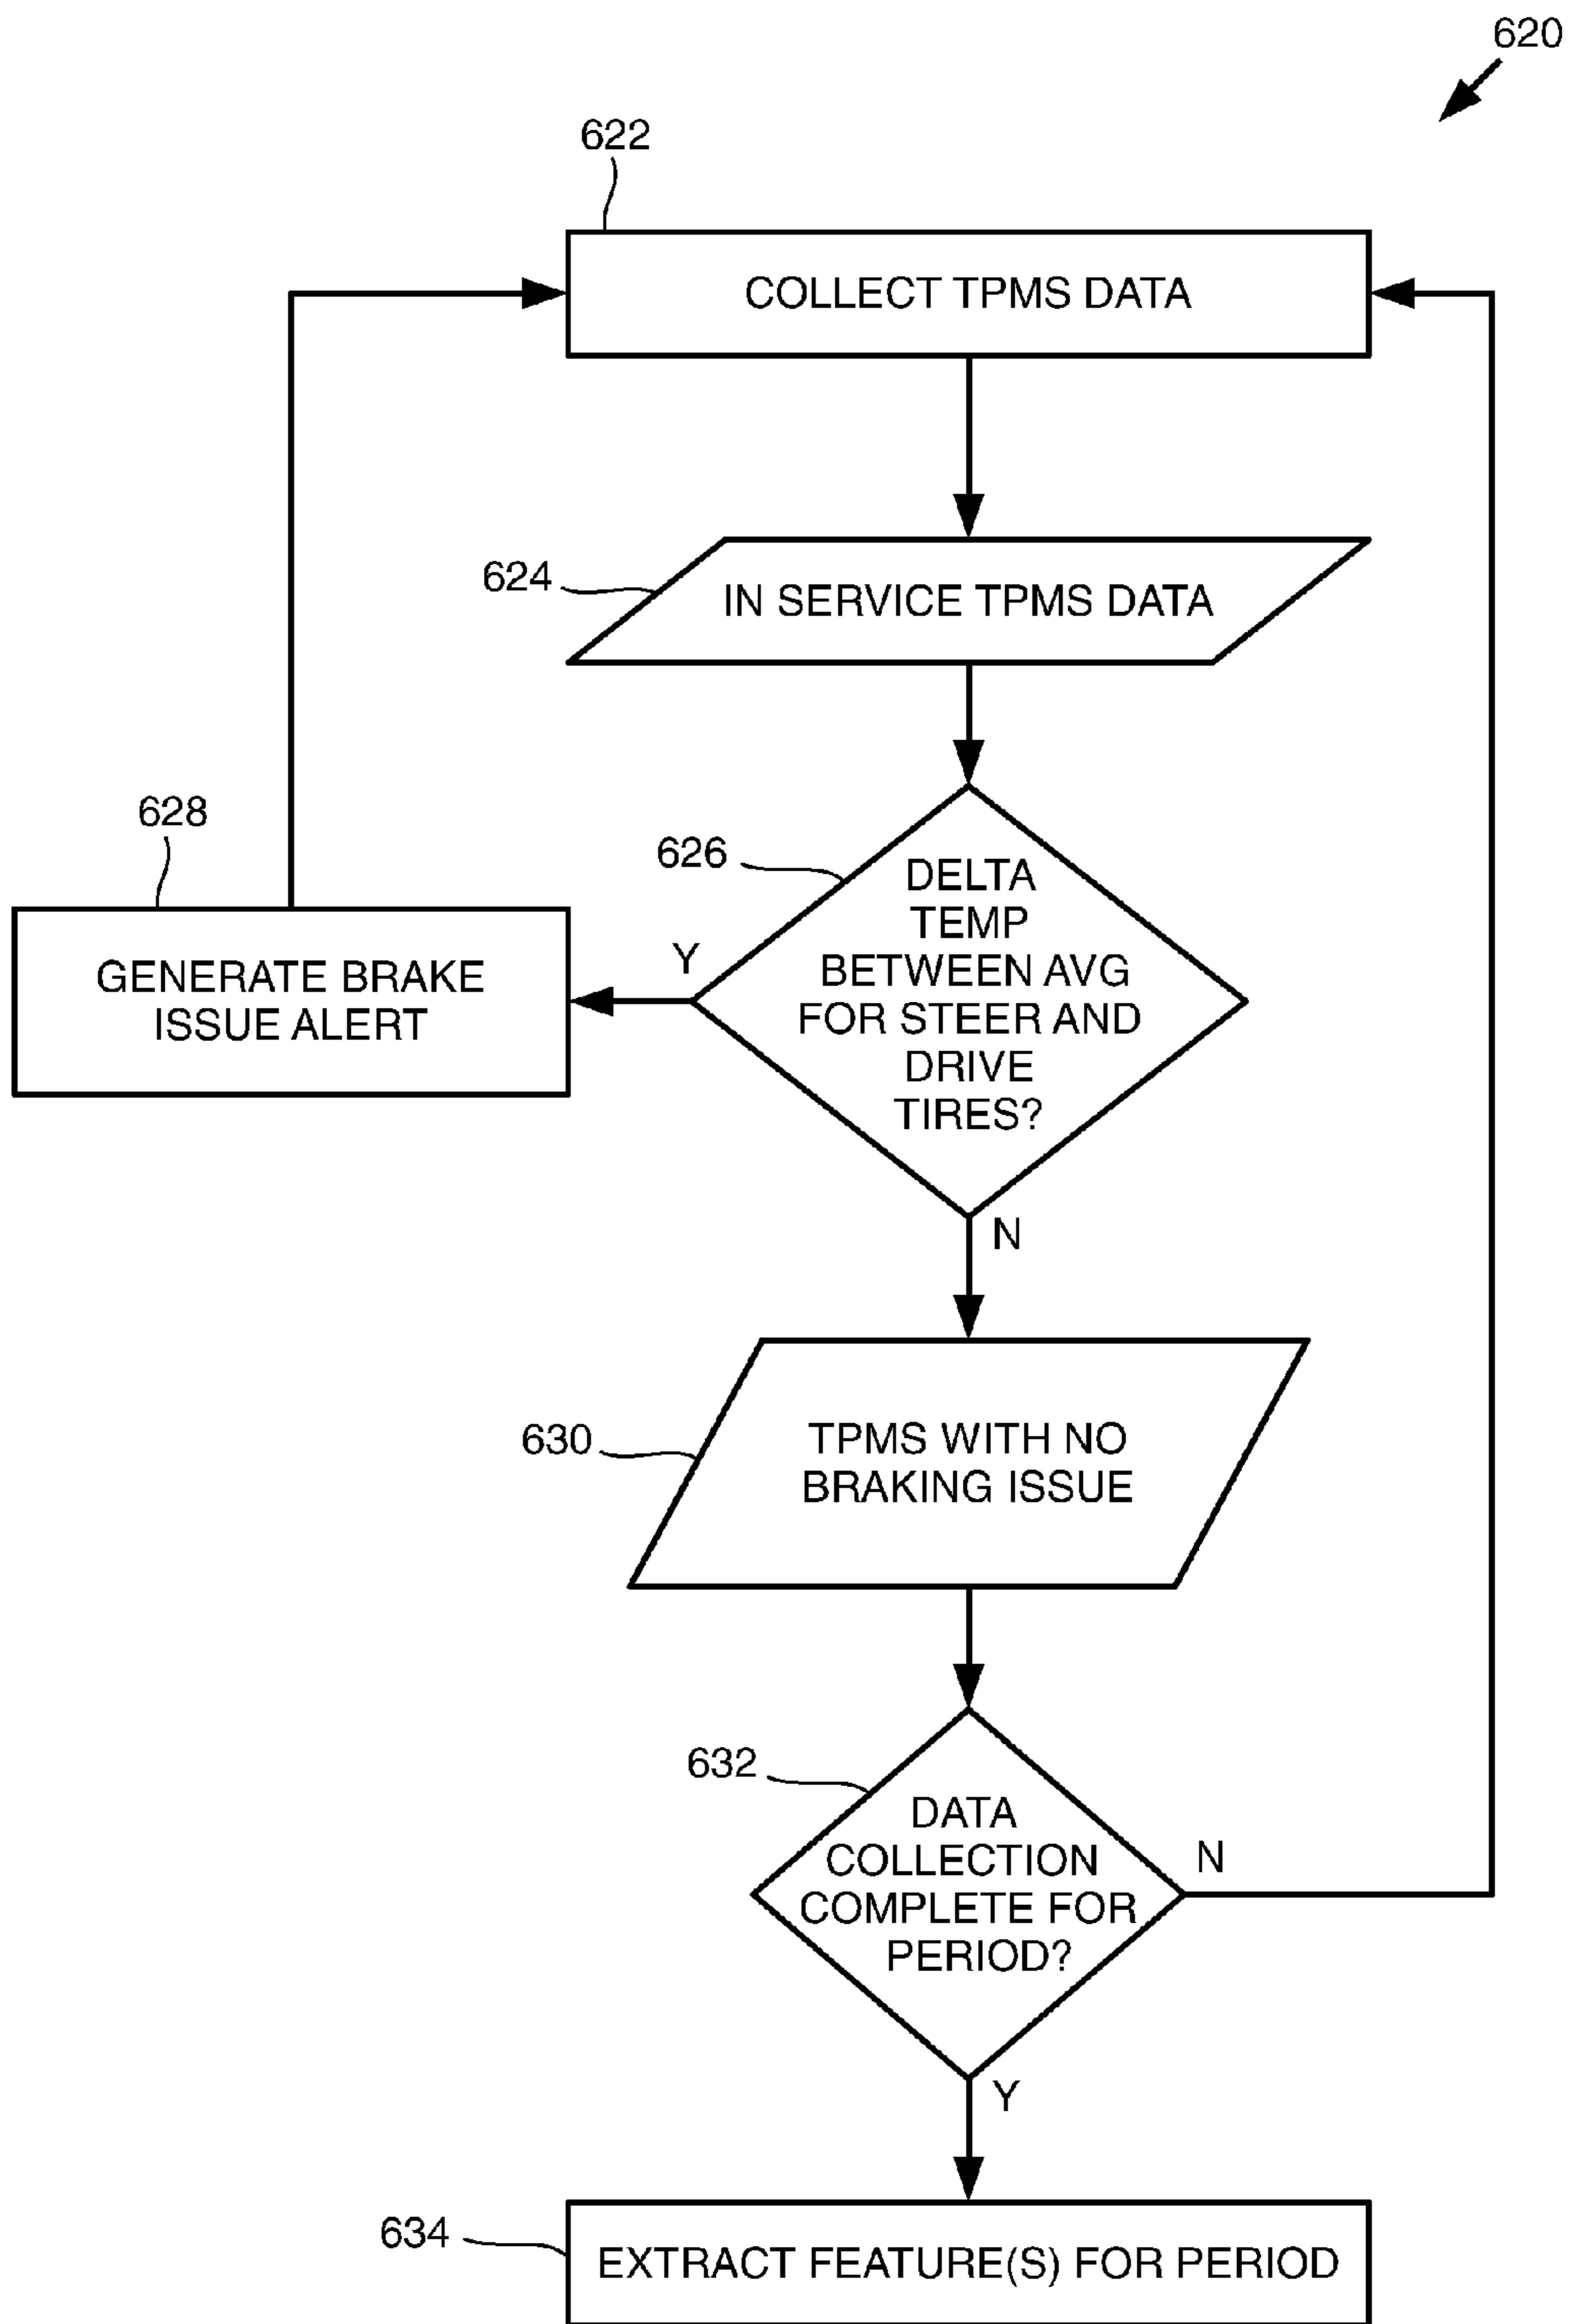 620
622
COLLECT TPMS DATA
624
IN SERVICE TPMS DATA
628
626
DELTA
TEMP
BETWEEN AVG
FOR STEER AND
DRIVE
TIRES?
Y
GENERATE BRAKE
ISSUE ALERT
N
630
TPMS WITH NO
BRAKING ISSUE
632
DATA
COLLECTION
COMPLETE FOR
PERIOD?
N
Y
634
EXTRACT FEATURE(S) FOR PERIOD